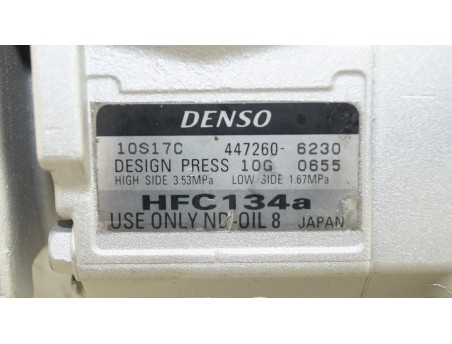 DENSO
10S17C 447260- 6230
DESIGN PRESS 10G 0655
HIGH SIDE 3.53MPa LOW SIDE 1.67MPa
HFC134a
USE ONLY ND-OIL 8 JAPAN